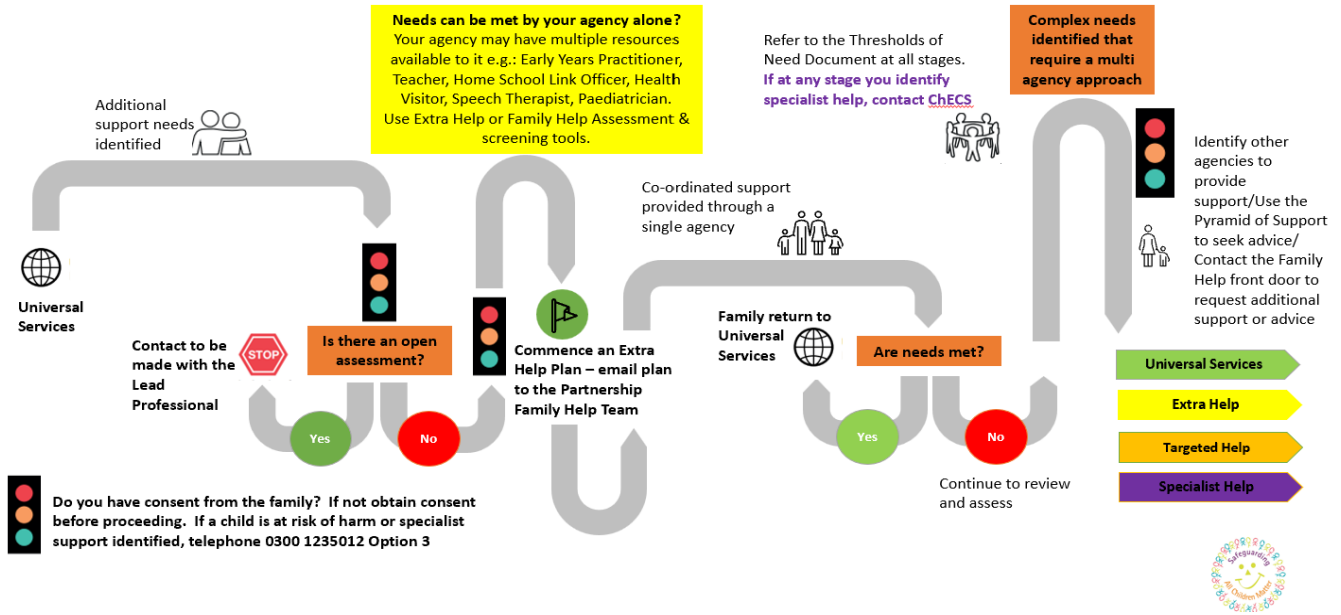 Additional
support needs
identified
Universal
Services
Needs can be met by your agency alone?
Your agency may have multiple resources
available to it e.g.: Early Years Practitioner,
Teacher, Home School Link Officer, Health
Visitor, Speech Therapist, Paediatrician.
Use Extra Help or Family Help Assessment &
screening tools.
Is there an open
assessment?
Contact to be
made with the
Lead
Professional
STOP
Yes
No
Commence an Extra
Help Plan – email plan
to the Partnership
Family Help Team
Co-ordinated support
provided through a
single agency
Refer to the Thresholds of
Need Document at all stages.
If at any stage you identify
specialist help, contact ChECS
Family return to
Universal
Services
Are needs met?
Yes
No
Continue to review
and assess
Complex needs
identified that
require a multi
agency approach
Identify other
agencies to
provide
support/Use the
Pyramid of Support
to seek advice/
Contact the Family
Help front door to
request additional
support or advice
Universal Services
Extra Help
Targeted Help
Specialist Help
Do you have consent from the family? If not obtain consent
before proceeding. If a child is at risk of harm or specialist
support identified, telephone 0300 1235012 Option 3
Safeguarding
All Children Matter